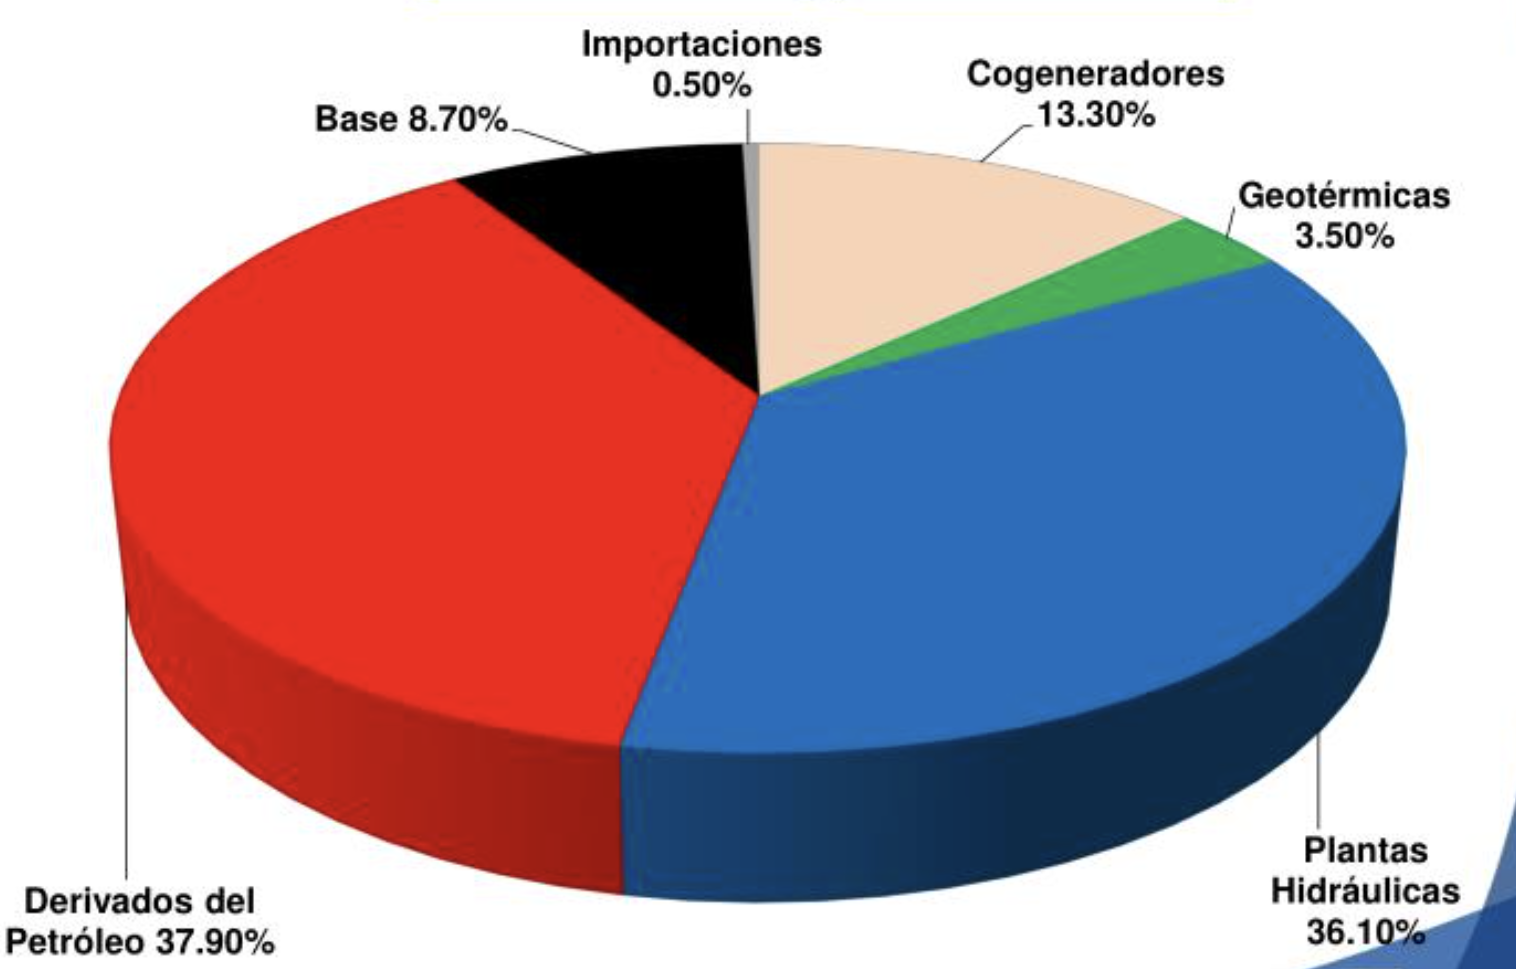 Importaciones
0.50%
Cogeneradores
13.30%
Base 8.70%
Geotérmicas
3.50%
Derivados del
Petróleo 37.90%
Plantas
Hidráulicas
36.10%